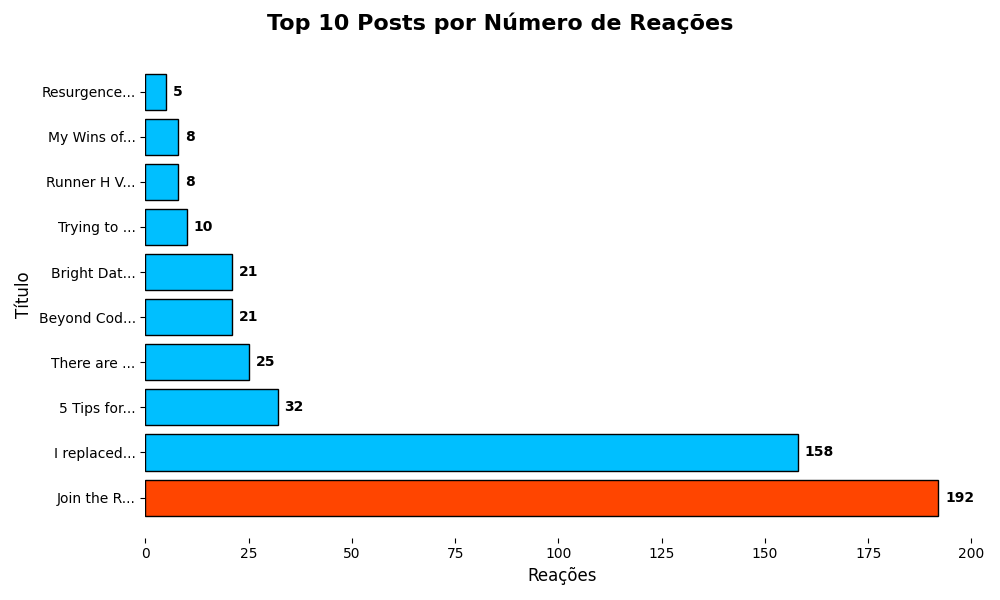 Top 10 Posts por Número de Reações
Resurgence... 5
My Wins of... 8
Runner H V... 8
Trying to ... 10
Bright Dat... 21
Beyond Cod... 21
There are ... 25
5 Tips for... 32
I replaced... 158
Join the R... 192
Título
0 25 50 75 100 125 150 175 200
Reações